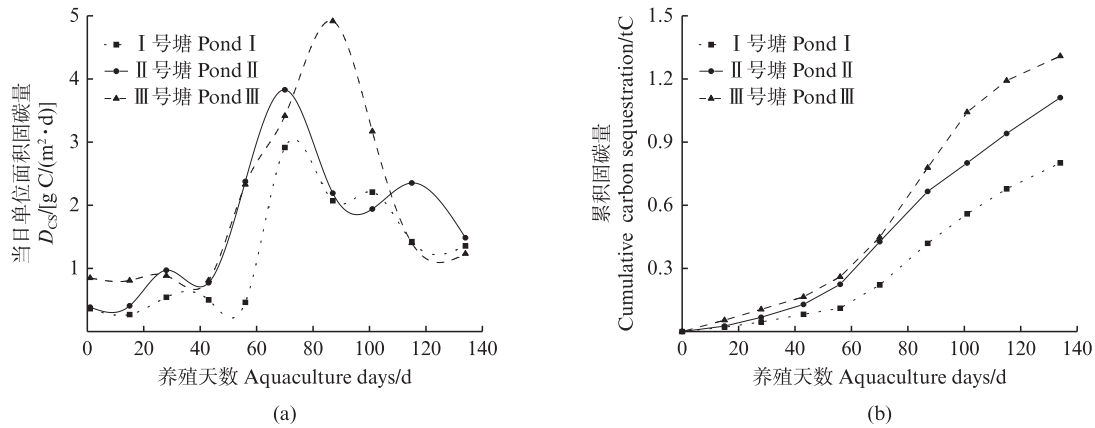 当日单位面积固碳量
D_CS/[g C/(m²·d)]
5
4
3
2
1
Ⅰ号塘 Pond Ⅰ
Ⅱ号塘 Pond Ⅱ
Ⅲ号塘 Pond Ⅲ
0 20 40 60 80 100 120 140
养殖天数 Aquaculture days/d
(a)
累积固碳量
Cumulative carbon sequestration/tC
1.5
1.2
0.9
0.6
0.3
Ⅰ号塘 Pond Ⅰ
Ⅱ号塘 Pond Ⅱ
Ⅲ号塘 Pond Ⅲ
0 20 40 60 80 100 120 140
养殖天数 Aquaculture days/d
(b)